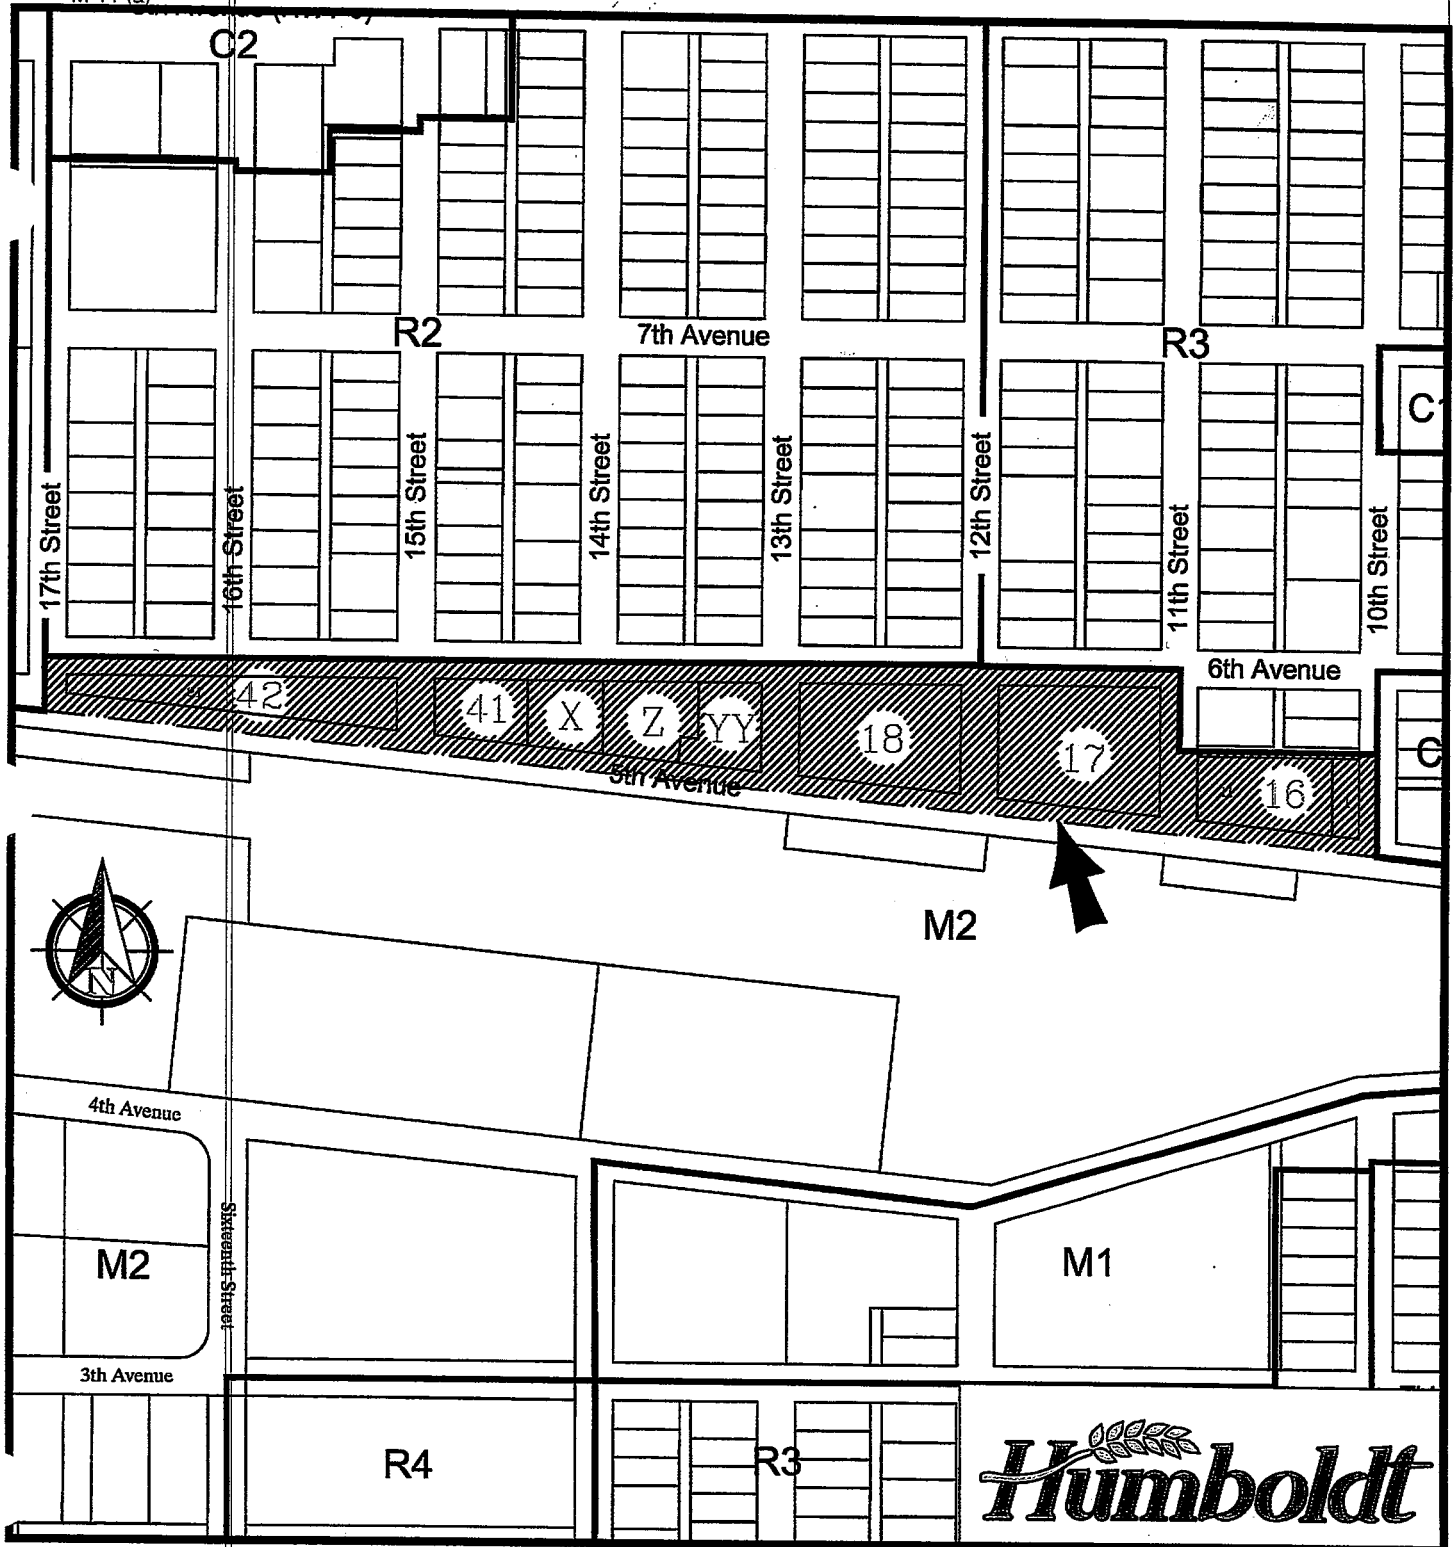 C2
R2
7th Avenue
R3
17th Street
16th Street
15th Street
14th Street
13th Street
12th Street
11th Street
10th Street
6th Avenue
42
41
X
Z
YY
18
17
16
5th Avenue
M2
N
4th Avenue
Sixteenth Street
M2
M1
3th Avenue
R4
R3
Humboldt